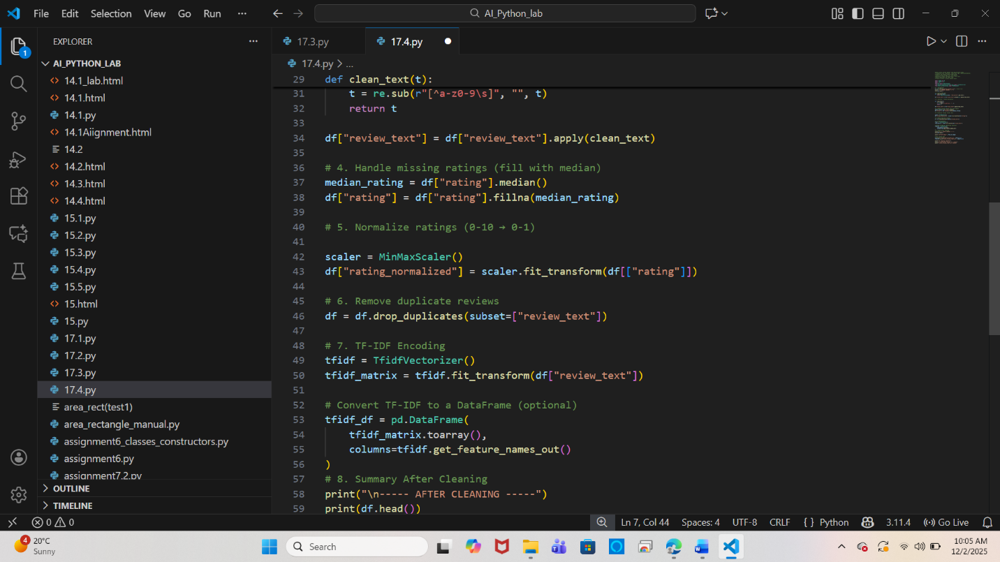 File Edit Selection View Go Run ··· AI_Python_lab
EXPLORER ···
AI_PYTHON_LAB
14.1_lab.html
14.1.html
14.1.py
14.1Aiignment.html
14.2
14.2.html
14.3.html
14.4.html
15.1.py
15.2.py
15.3.py
15.4.py
15.5.py
15.html
15.py
17.1.py
17.2.py
17.3.py
17.4.py
area_rect(test1)
area_rectangle_manual.py
assignment6_classes_constructors.py
assignment6.py
assignment7.2.py
OUTLINE
TIMELINE
1
17.3.py 17.4.py
17.4.py > ...
29 def clean_text(t):
31 t = re.sub(r"[^a-z0-9\s]", "", t)
32 return t
33
34 df["review_text"] = df["review_text"].apply(clean_text)
35
36 # 4. Handle missing ratings (fill with median)
37 median_rating = df["rating"].median()
38 df["rating"] = df["rating"].fillna(median_rating)
39
40 # 5. Normalize ratings (0-10 → 0-1)
41
42 scaler = MinMaxScaler()
43 df["rating_normalized"] = scaler.fit_transform(df[["rating"]])
44
45 # 6. Remove duplicate reviews
46 df = df.drop_duplicates(subset=["review_text"])
47
48 # 7. TF-IDF Encoding
49 tfidf = TfidfVectorizer()
50 tfidf_matrix = tfidf.fit_transform(df["review_text"])
51
52 # Convert TF-IDF to a DataFrame (optional)
53 tfidf_df = pd.DataFrame(
54 tfidf_matrix.toarray(),
55 columns=tfidf.get_feature_names_out()
56 )
57 # 8. Summary After Cleaning
58 print("\n----- AFTER CLEANING -----")
59 print(df.head())
0 0 Ln 7, Col 44 Spaces: 4 UTF-8 CRLF { } Python 3.11.4 Go Live
4 20°C
Sunny
Search
10:05 AM
12/2/2025